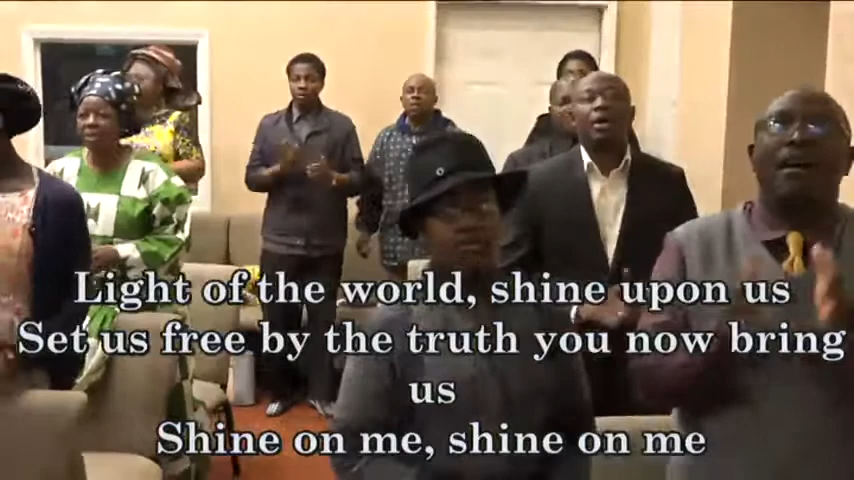 Light of the world, shine upon us
Set us free by the truth you now bring
us
Shine on me, shine on me